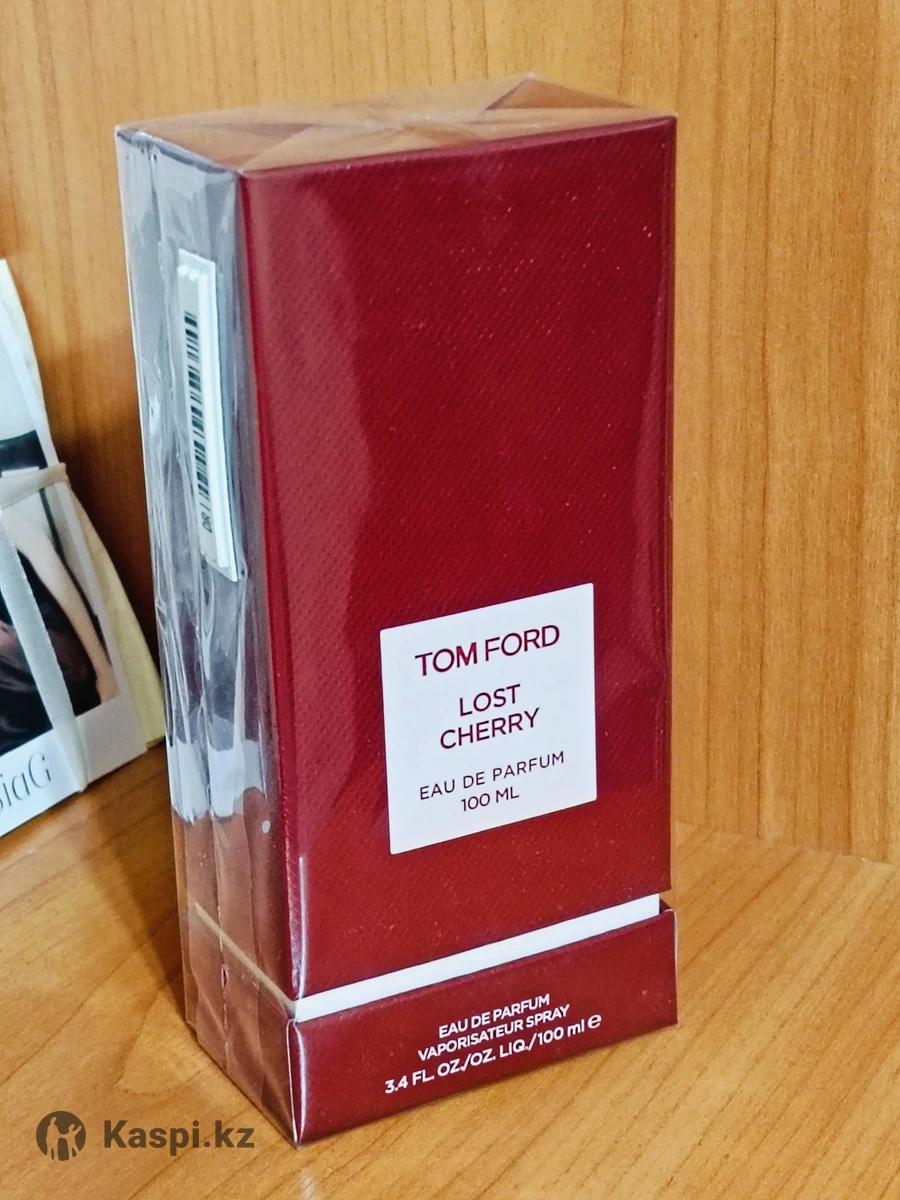 TOM FORD
LOST
CHERRY
EAU DE PARFUM
100 ML
EAU DE PARFUM
VAPORISATEUR SPRAY
3.4 FL. OZ./OZ. LIQ./100 ml e
Kaspi.kz